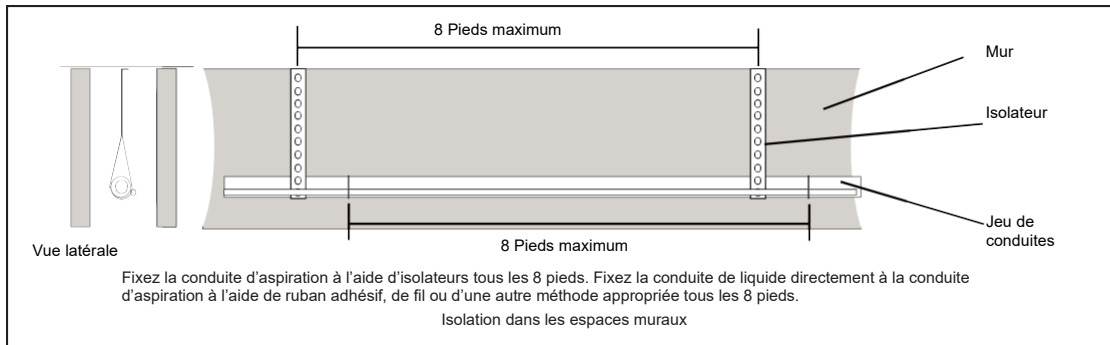 8 Pieds maximum
Mur
Isolateur
Jeu de
conduites
8 Pieds maximum
Vue latérale
Fixez la conduite d’aspiration à l’aide d’isolateurs tous les 8 pieds. Fixez la conduite de liquide directement à la conduite
d’aspiration à l’aide de ruban adhésif, de fil ou d’une autre méthode appropriée tous les 8 pieds.
Isolation dans les espaces muraux